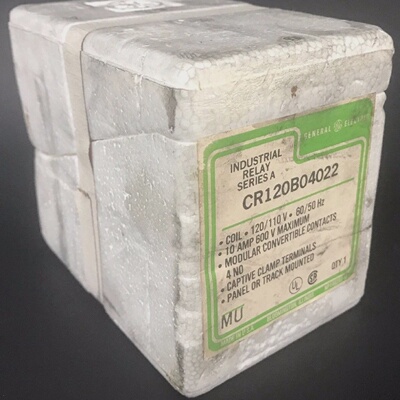 GENERAL ELECTRIC
INDUSTRIAL
RELAY
SERIES A
CR120B04022
• COIL • 120/110 V • 60/50 Hz
• 10 AMP 600 V MAXIMUM
• MODULAR CONVERTIBLE CONTACTS
4 NO
• CAPTIVE CLAMP TERMINALS
• PANEL OR TRACK MOUNTED
QTY. 1
MU
UL